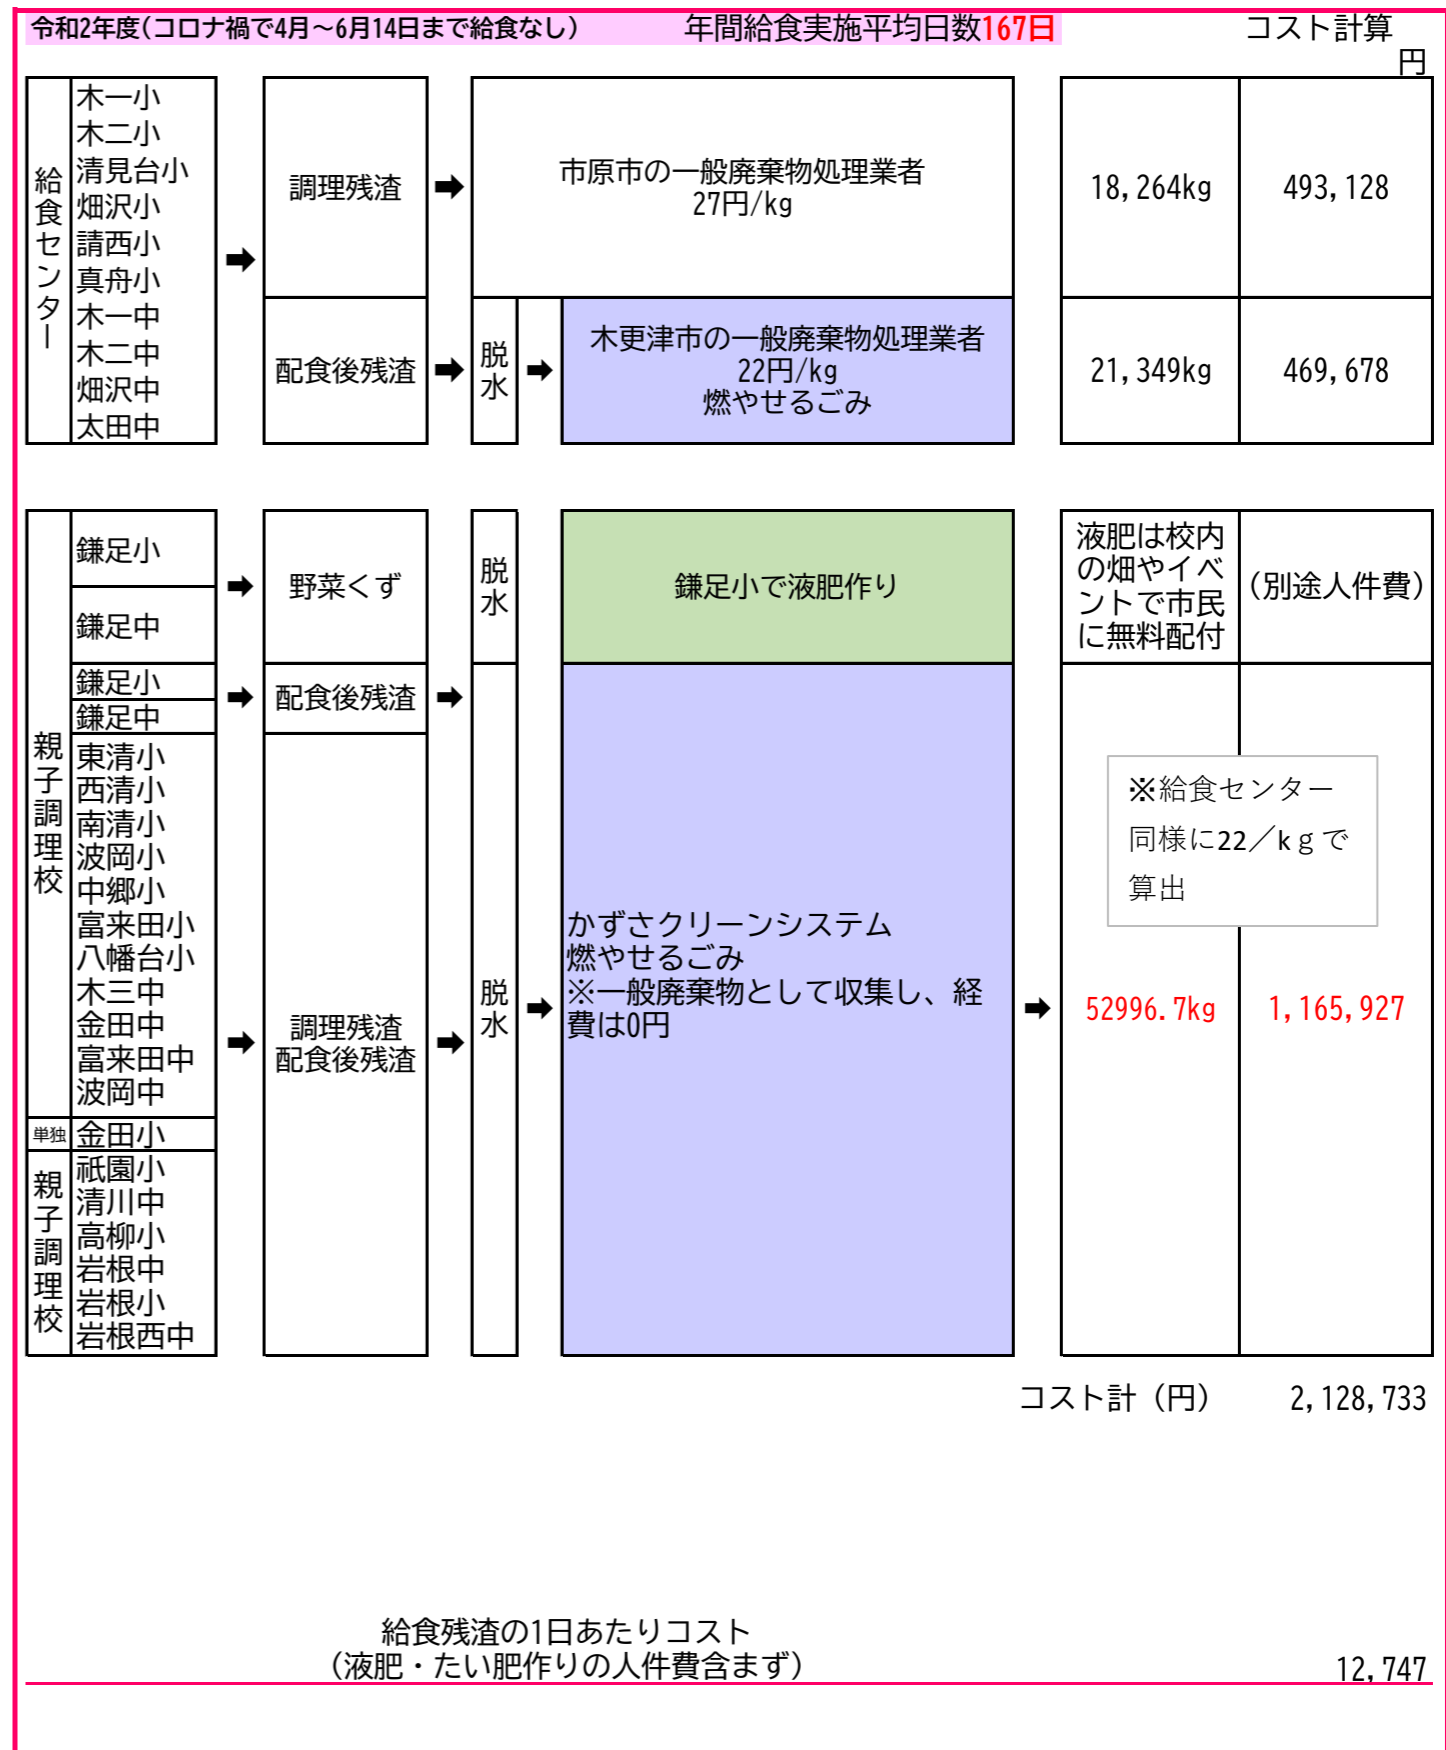 令和2年度(コロナ禍で4月～6月14日まで給食なし) 年間給食実施平均日数167日 コスト計算
円
給食センター
木一小
木二小
清見台小
畑沢小
請西小
真舟小
木一中
木二中
畑沢中
太田中
➡
調理残渣
➡
市原市の一般廃棄物処理業者
27円/kg
18,264kg
493,128
配食後残渣
➡
脱水
➡
木更津市の一般廃棄物処理業者
22円/kg
燃やせるごみ
21,349kg
469,678
親子調理校
鎌足小
鎌足中
➡
野菜くず
脱水
鎌足小で液肥作り
液肥は校内
の畑やイベ
ントで市民
に無料配付
(別途人件費)
鎌足小
鎌足中
➡
配食後残渣
➡
東清小
西清小
南清小
波岡小
中郷小
富来田小
八幡台小
木三中
金田中
富来田中
波岡中
単独
金田小
親子調理校
祇園小
清川中
高柳小
岩根中
岩根小
岩根西中
➡
調理残渣
配食後残渣
➡
脱水
➡
かずさクリーンシステム
燃やせるごみ
※一般廃棄物として収集し、経
費は0円
➡
※給食センター
同様に22／kｇで
算出
52996.7kg
1,165,927
コスト計（円） 2,128,733
給食残渣の1日あたりコスト
（液肥・たい肥作りの人件費含まず）
12,747